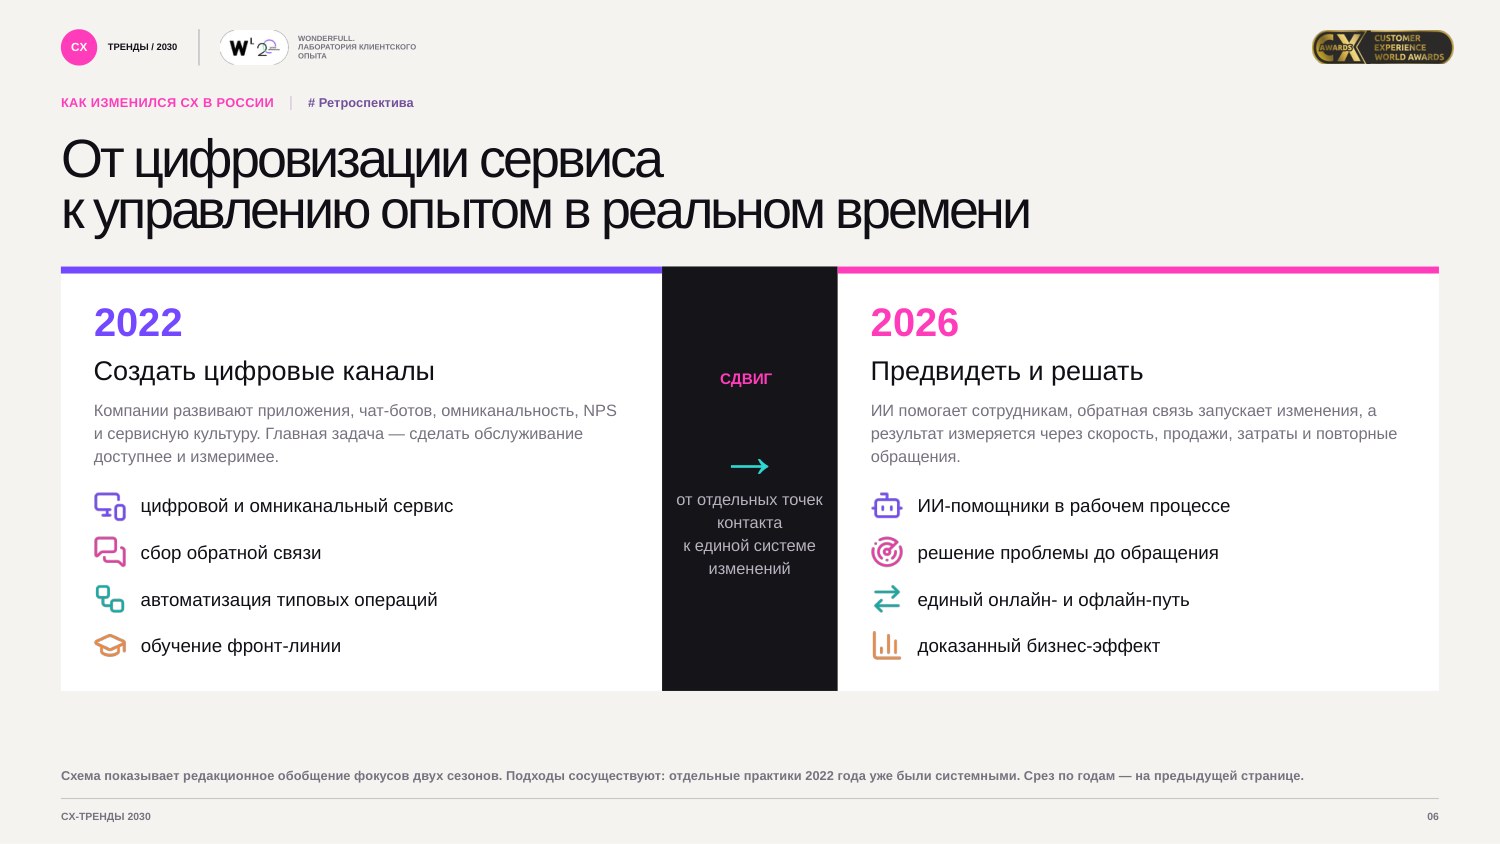 CX
ТРЕНДЫ / 2030
WL 20
WONDERFULL.
ЛАБОРАТОРИЯ КЛИЕНТСКОГО
ОПЫТА
CX AWARDS
CUSTOMER
EXPERIENCE
WORLD AWARDS
КАК ИЗМЕНИЛСЯ CX В РОССИИ
# Ретроспектива
От цифровизации сервиса
к управлению опытом в реальном времени
2022
Создать цифровые каналы
Компании развивают приложения, чат-ботов, омниканальность, NPS
и сервисную культуру. Главная задача — сделать обслуживание
доступнее и измеримее.
цифровой и омниканальный сервис
сбор обратной связи
автоматизация типовых операций
обучение фронт-линии
СДВИГ
→
от отдельных точек
контакта
к единой системе
изменений
2026
Предвидеть и решать
ИИ помогает сотрудникам, обратная связь запускает изменения, а
результат измеряется через скорость, продажи, затраты и повторные
обращения.
ИИ-помощники в рабочем процессе
решение проблемы до обращения
единый онлайн- и офлайн-путь
доказанный бизнес-эффект
Схема показывает редакционное обобщение фокусов двух сезонов. Подходы сосуществуют: отдельные практики 2022 года уже были системными. Срез по годам — на предыдущей странице.
CX-ТРЕНДЫ 2030
06